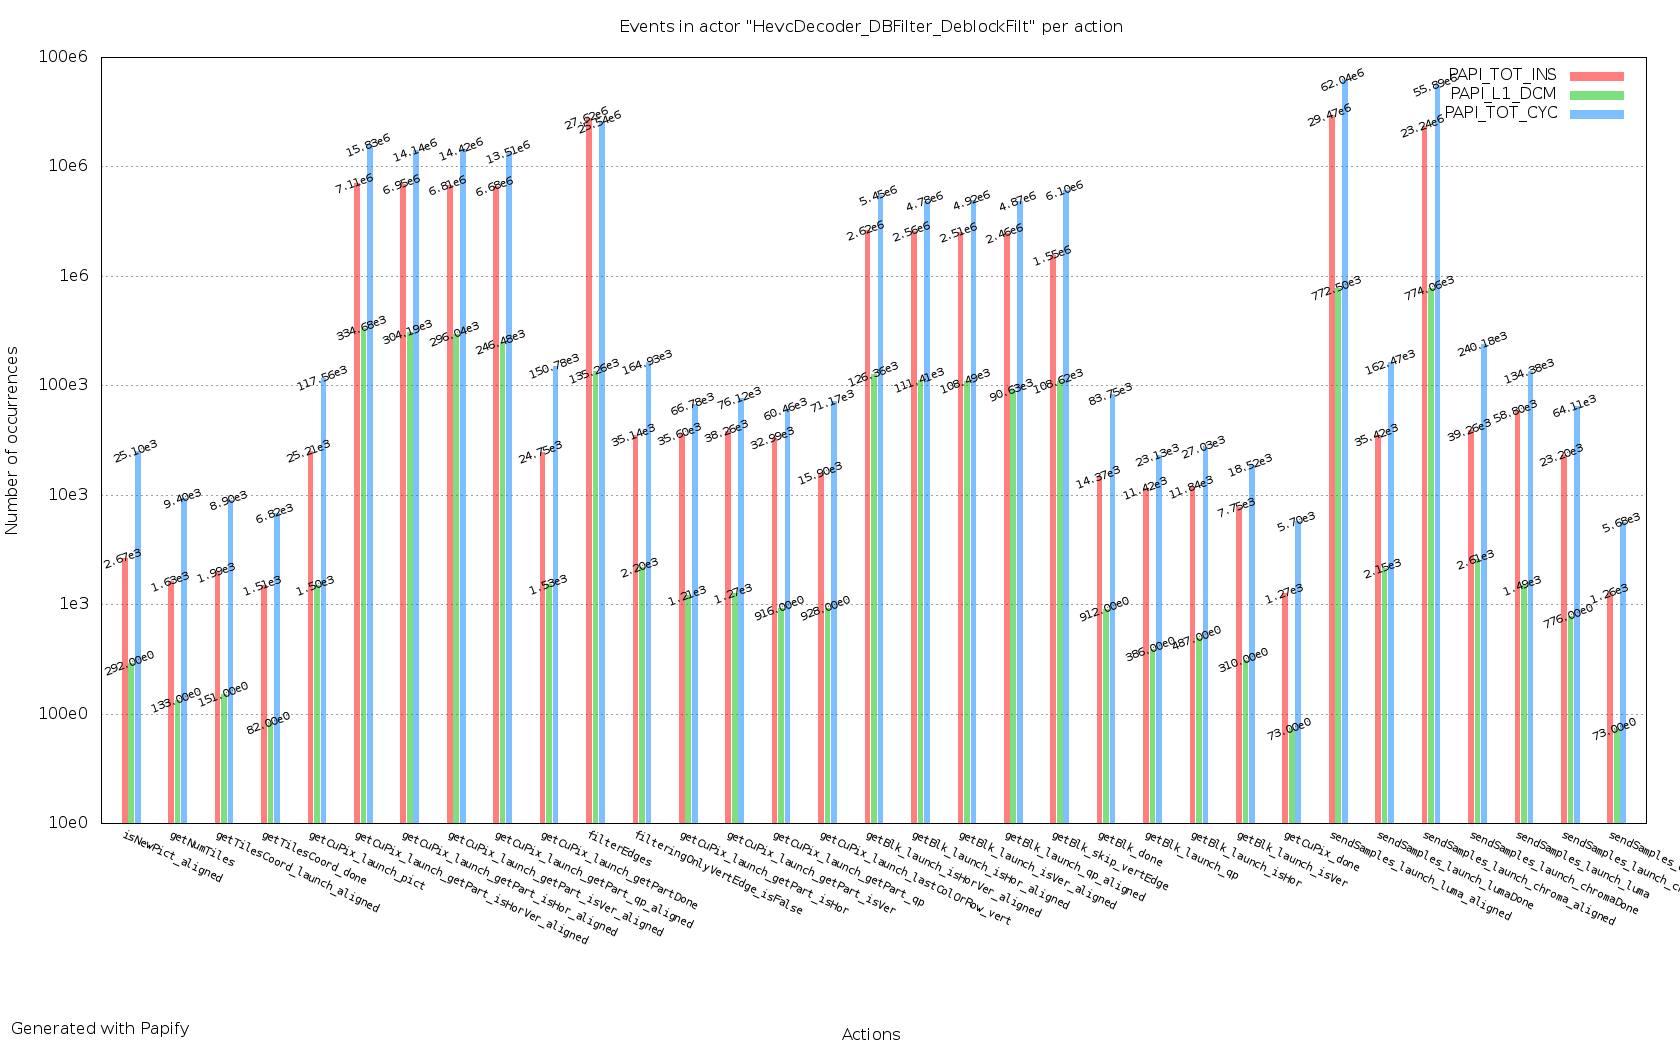 Events in actor "HevcDecoder_DBFilter_DeblockFilt" per action
PAPI_TOT_INS
PAPI_L1_DCM
PAPI_TOT_CYC
Number of occurrences
100e6
10e6
1e6
100e3
10e3
1e3
100e0
10e0
2.67e3 292.00e0 25.10e3
1.63e3 133.00e0 9.40e3
1.99e3 151.00e0 8.90e3
1.51e3 82.00e0 6.82e3
25.21e3 1.50e3 117.56e3
7.11e6 334.68e3 15.83e6
6.95e6 304.19e3 14.14e6
6.81e6 296.04e3 14.42e6
6.68e6 246.48e3 13.51e6
24.75e3 1.53e3 150.78e3
27.62e6 135.26e3 25.54e6
35.14e3 2.20e3 164.93e3
35.60e3 1.21e3 66.78e3
38.26e3 1.27e3 76.12e3
32.99e3 916.00e0 60.46e3
15.90e3 928.00e0 71.17e3
2.62e6 126.36e3 5.45e6
2.56e6 111.41e3 4.78e6
2.51e6 108.49e3 4.92e6
2.46e6 90.63e3 4.87e6
1.55e6 108.62e3 6.10e6
14.37e3 912.00e0 83.75e3
11.42e3 386.00e0 23.13e3
11.84e3 487.00e0 27.03e3
7.75e3 310.00e0 18.52e3
1.27e3 73.00e0 5.70e3
29.47e6 772.50e3 62.04e6
35.42e3 2.15e3 162.47e3
23.24e6 774.06e3 55.89e6
39.26e3 2.61e3 240.18e3
58.80e3 1.49e3 134.38e3
23.20e3 776.00e0 64.11e3
1.26e3 73.00e0 5.68e3
isNewPict_aligned
getNumTiles
getTilesCoord_launch_aligned
getTilesCoord_done
getCuPix_launch_pict
getCuPix_launch_getPart_isHorVer_aligned
getCuPix_launch_getPart_isHor_aligned
getCuPix_launch_getPart_isVer_aligned
getCuPix_launch_getPart_qp_aligned
getCuPix_launch_getPartDone
filterEdges
filteringOnlyVertEdge_isFalse
getCuPix_launch_getPart_isHor
getCuPix_launch_getPart_isVer
getCuPix_launch_getPart_qp
getCuPix_launch_lastColOrRow_vert
getBlk_launch_isHorVer_aligned
getBlk_launch_isHor_aligned
getBlk_launch_isVer_aligned
getBlk_launch_qp_aligned
getBlk_skip_vertEdge
getBlk_done
getBlk_launch_qp
getBlk_launch_isHor
getBlk_launch_isVer
getCuPix_done
sendSamples_launch_luma_aligned
sendSamples_launch_lumaDone
sendSamples_launch_chroma_aligned
sendSamples_launch_chromaDone
sendSamples_launch_luma
sendSamples_launch_c
sendSamples_
Actions
Generated with Papify